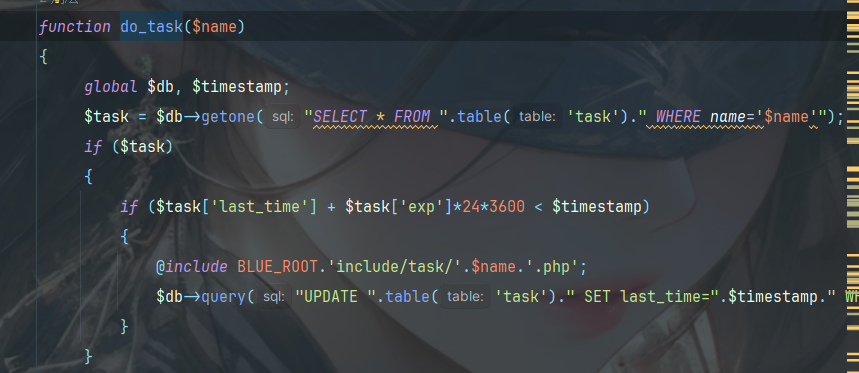 function do_task($name)
{
global $db, $timestamp;
$task = $db->getone( sql: "SELECT * FROM ".table( table: 'task')." WHERE name='$name'");
if ($task)
{
if ($task['last_time'] + $task['exp']*24*3600 < $timestamp)
{
@include BLUE_ROOT.'include/task/'.$name.'.php';
$db->query( sql: "UPDATE ".table( table: 'task')." SET last_time=".$timestamp."
}
}